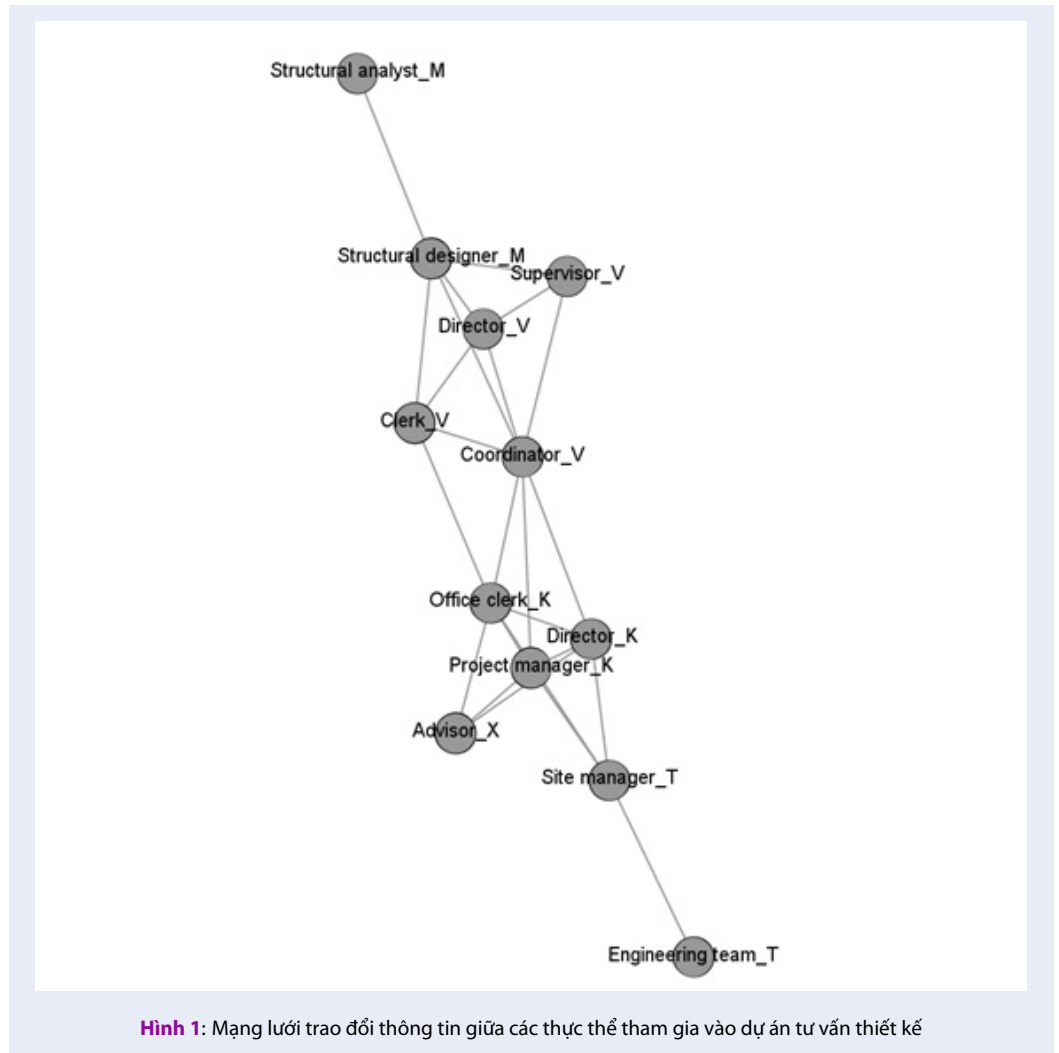 Structural analyst_M
Structural designer_M
Supervisor_V
Director_V
Clerk_V
Coordinator_V
Office clerk_K
Director_K
Project manager_K
Advisor_X
Site manager_T
Engineering team_T
Hình 1: Mạng lưới trao đổi thông tin giữa các thực thể tham gia vào dự án tư vấn thiết kế